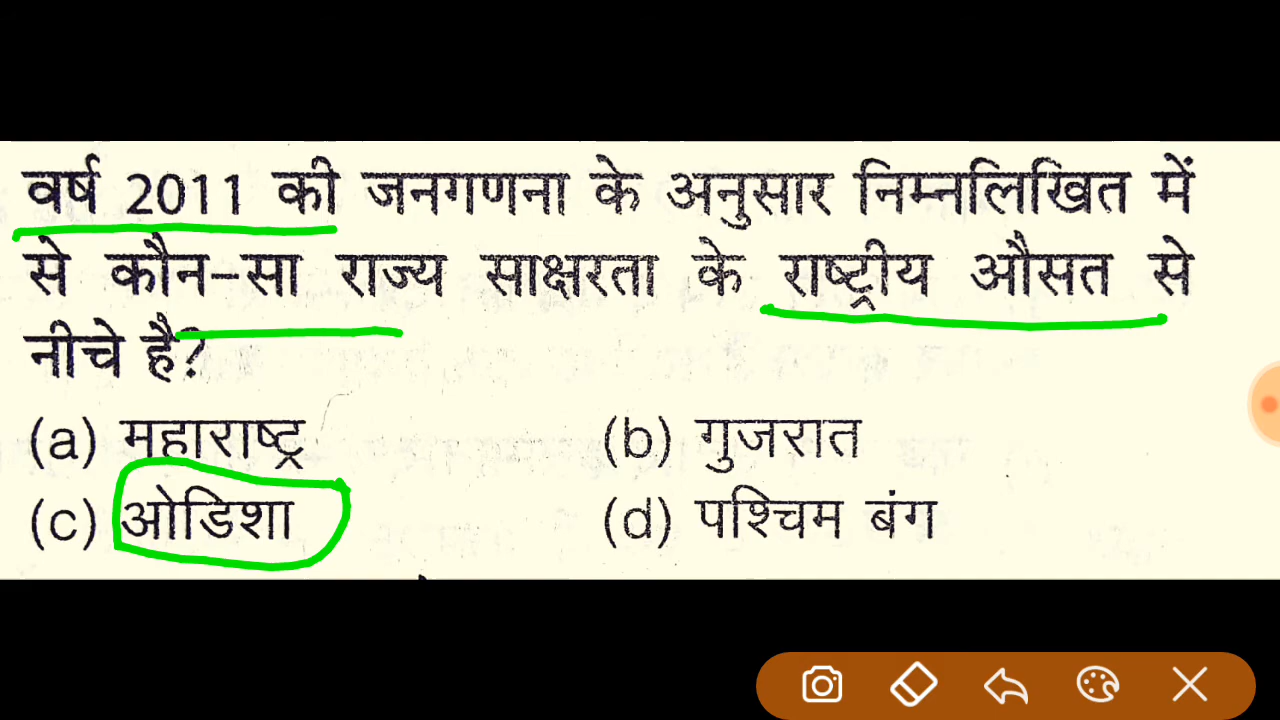 वर्ष 2011 की जनगणना के अनुसार निम्नलिखित में
से कौन-सा राज्य साक्षरता के राष्ट्रीय औसत से
नीचे है?
(a) महाराष्ट्र (b) गुजरात
(c) ओडिशा (d) पश्चिम बंग